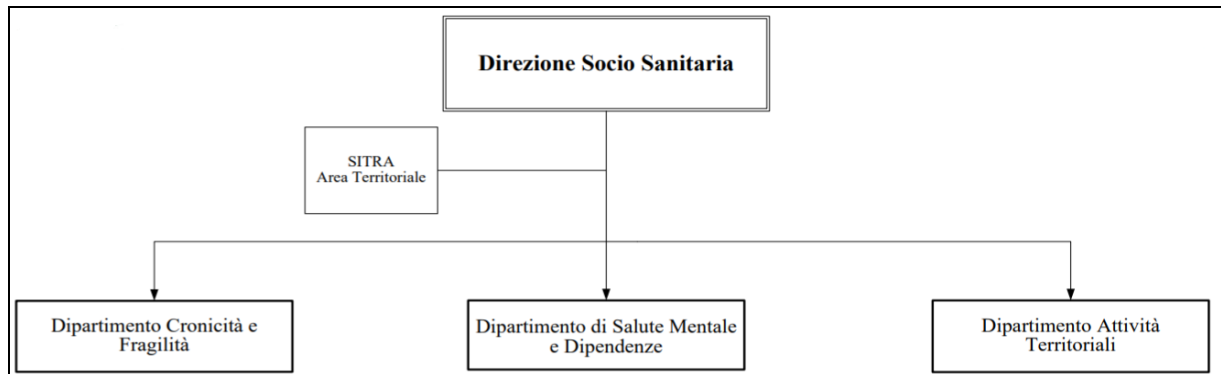 Direzione Socio Sanitaria
SITRA
Area Territoriale
Dipartimento Cronicità e
Fragilità
Dipartimento di Salute Mentale
e Dipendenze
Dipartimento Attività
Territoriali